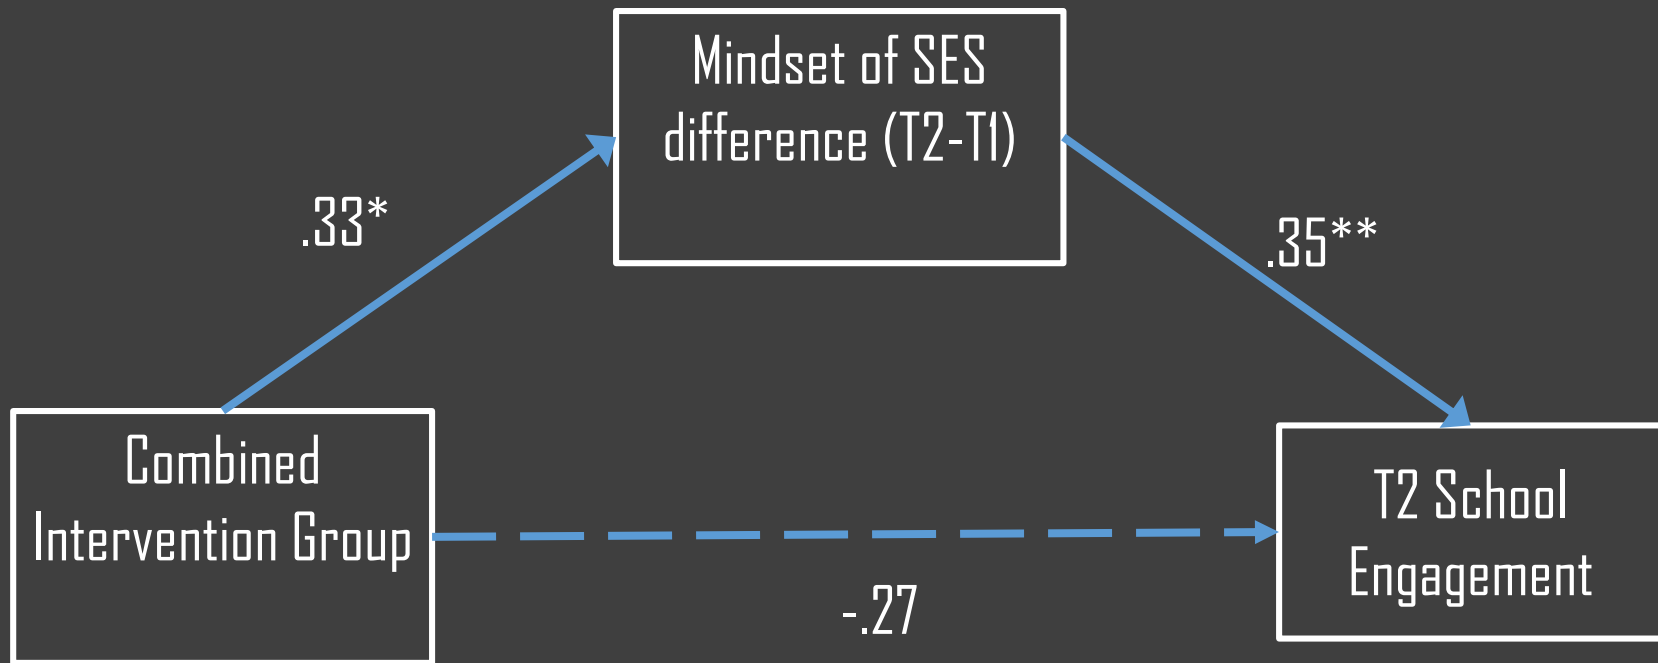 Mindset of SES
difference (T2-T1)
.33*
.35**
Combined
Intervention Group
T2 School
Engagement
-.27